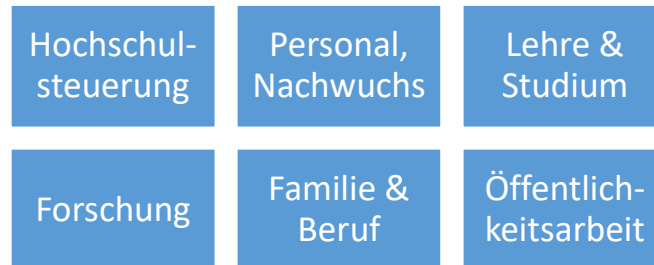 Hochschul-
steuerung
Personal,
Nachwuchs
Lehre &
Studium
Forschung
Familie &
Beruf
Öffentlich-
keitsarbeit